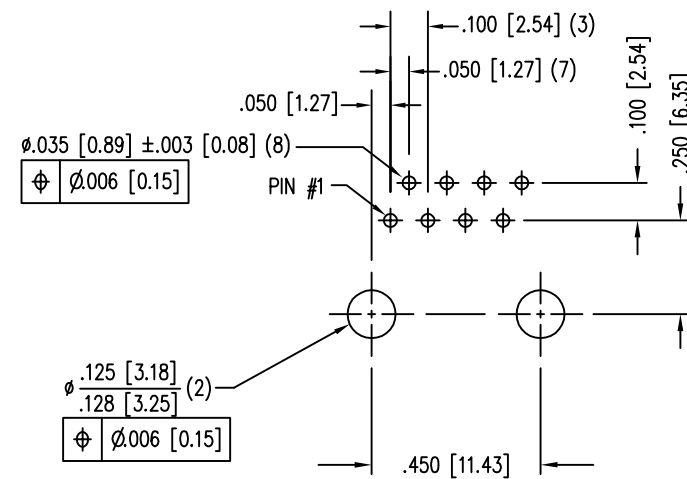 .100 [2.54] (3)
.050 [1.27] (7)
.050 [1.27]
.100 [2.54]
.250 [6.35]
ø.035 [0.89] ±.003 [0.08] (8)
⌖ Ø.006 [0.15]
PIN #1
ø .125 [3.18]
.128 [3.25] (2)
⌖ Ø.006 [0.15]
.450 [11.43]